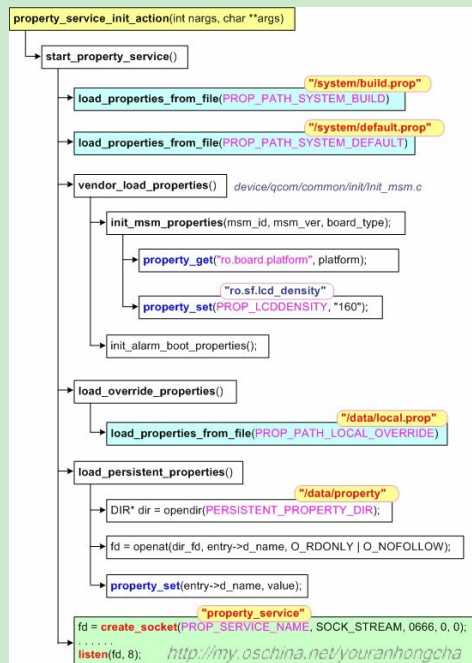 property_service_init_action(int nargs, char **args)
start_property_service()
"/system/build.prop"
load_properties_from_file(PROP_PATH_SYSTEM_BUILD)
"/system/default.prop"
load_properties_from_file(PROP_PATH_SYSTEM_DEFAULT)
vendor_load_properties() device/qcom/common/init/Init_msm.c
init_msm_properties(msm_id, msm_ver, board_type);
property_get("ro.board.platform", platform);
"ro.sf.lcd_density"
property_set(PROP_LCDDENSITY, "160");
init_alarm_boot_properties();
load_override_properties()
"/data/local.prop"
load_properties_from_file(PROP_PATH_LOCAL_OVERRIDE)
load_persistent_properties()
"/data/property"
DIR* dir = opendir(PERSISTENT_PROPERTY_DIR);
fd = openat(dir_fd, entry->d_name, O_RDONLY | O_NOFOLLOW);
property_set(entry->d_name, value);
"property_service"
fd = create_socket(PROP_SERVICE_NAME, SOCK_STREAM, 0666, 0, 0);
. . . . . .
listen(fd, 8);
http://my.oschina.net/youranhongcha